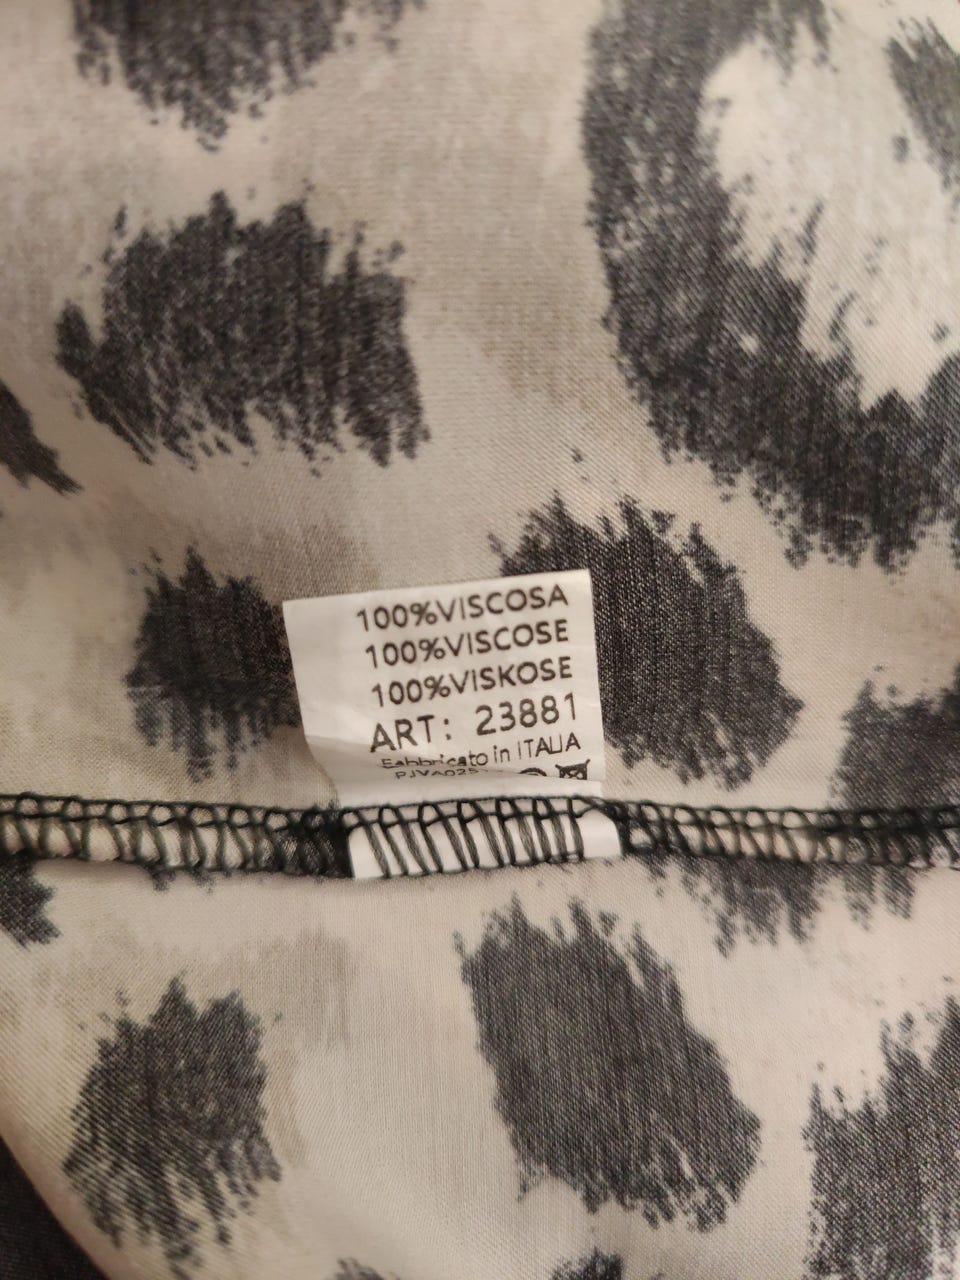 100%VISCOSA
100%VISCOSE
100%VISKOSE
ART: 23881
Fabbricato in ITALIA